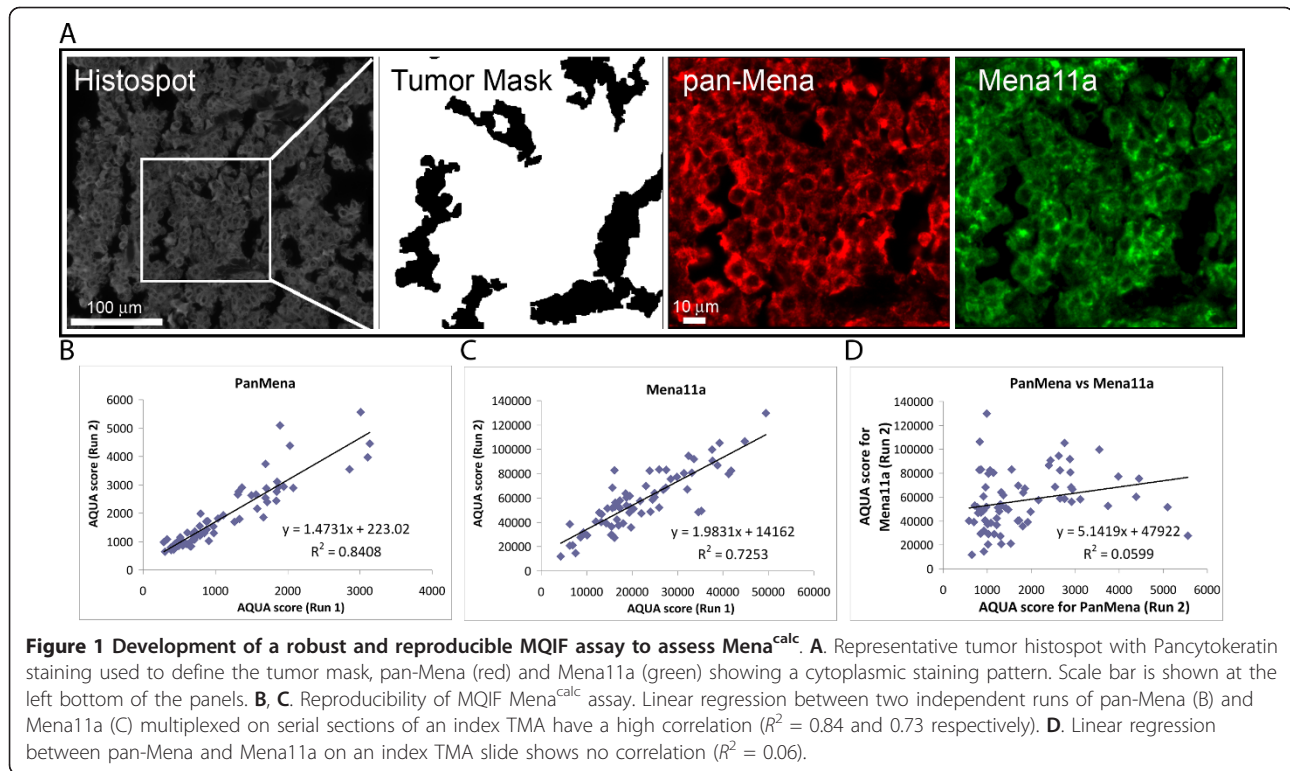 A
Histospot
Tumor Mask
pan-Mena
Mena11a
100 μm
10 μm
B
C
D
PanMena
AQUA score (Run 2)
6000
5000
4000
3000
2000
1000
0
y = 1.4731x + 223.02
R² = 0.8408
0
1000
2000
3000
4000
AQUA score (Run 1)
Mena11a
AQUA score (Run 2)
140000
120000
100000
80000
60000
40000
20000
0
y = 1.9831x + 14162
R² = 0.7253
0
10000
20000
30000
40000
50000
60000
AQUA score (Run 1)
PanMena vs Mena11a
AQUA score for
Mena11a (Run 2)
140000
120000
100000
80000
60000
40000
20000
0
y = 5.1419x + 47922
R² = 0.0599
0
1000
2000
3000
4000
5000
6000
AQUA score for PanMena (Run 2)
Figure 1 Development of a robust and reproducible MQIF assay to assess Mena^calc. A. Representative tumor histospot with Pancytokeratin
staining used to define the tumor mask, pan-Mena (red) and Mena11a (green) showing a cytoplasmic staining pattern. Scale bar is shown at the
left bottom of the panels. B, C. Reproducibility of MQIF Mena^calc assay. Linear regression between two independent runs of pan-Mena (B) and
Mena11a (C) multiplexed on serial sections of an index TMA have a high correlation (R² = 0.84 and 0.73 respectively). D. Linear regression
between pan-Mena and Mena11a on an index TMA slide shows no correlation (R² = 0.06).